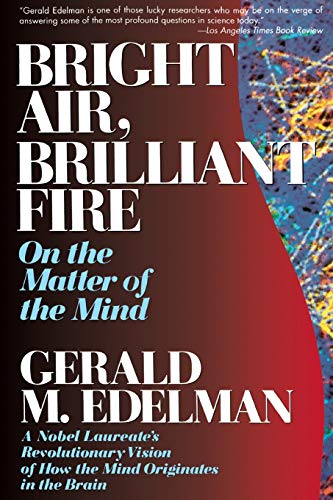 "Gerald Edelman is one of those lucky researchers who may be on the verge of
answering some of the most profound questions in science today."
—Los Angeles Times Book Review
BRIGHT
AIR,
BRILLIANT
FIRE
On the
Matter of
the Mind
GERALD
M. EDELMAN
A Nobel Laureate's
Revolutionary Vision
of How the Mind Originates
in the Brain